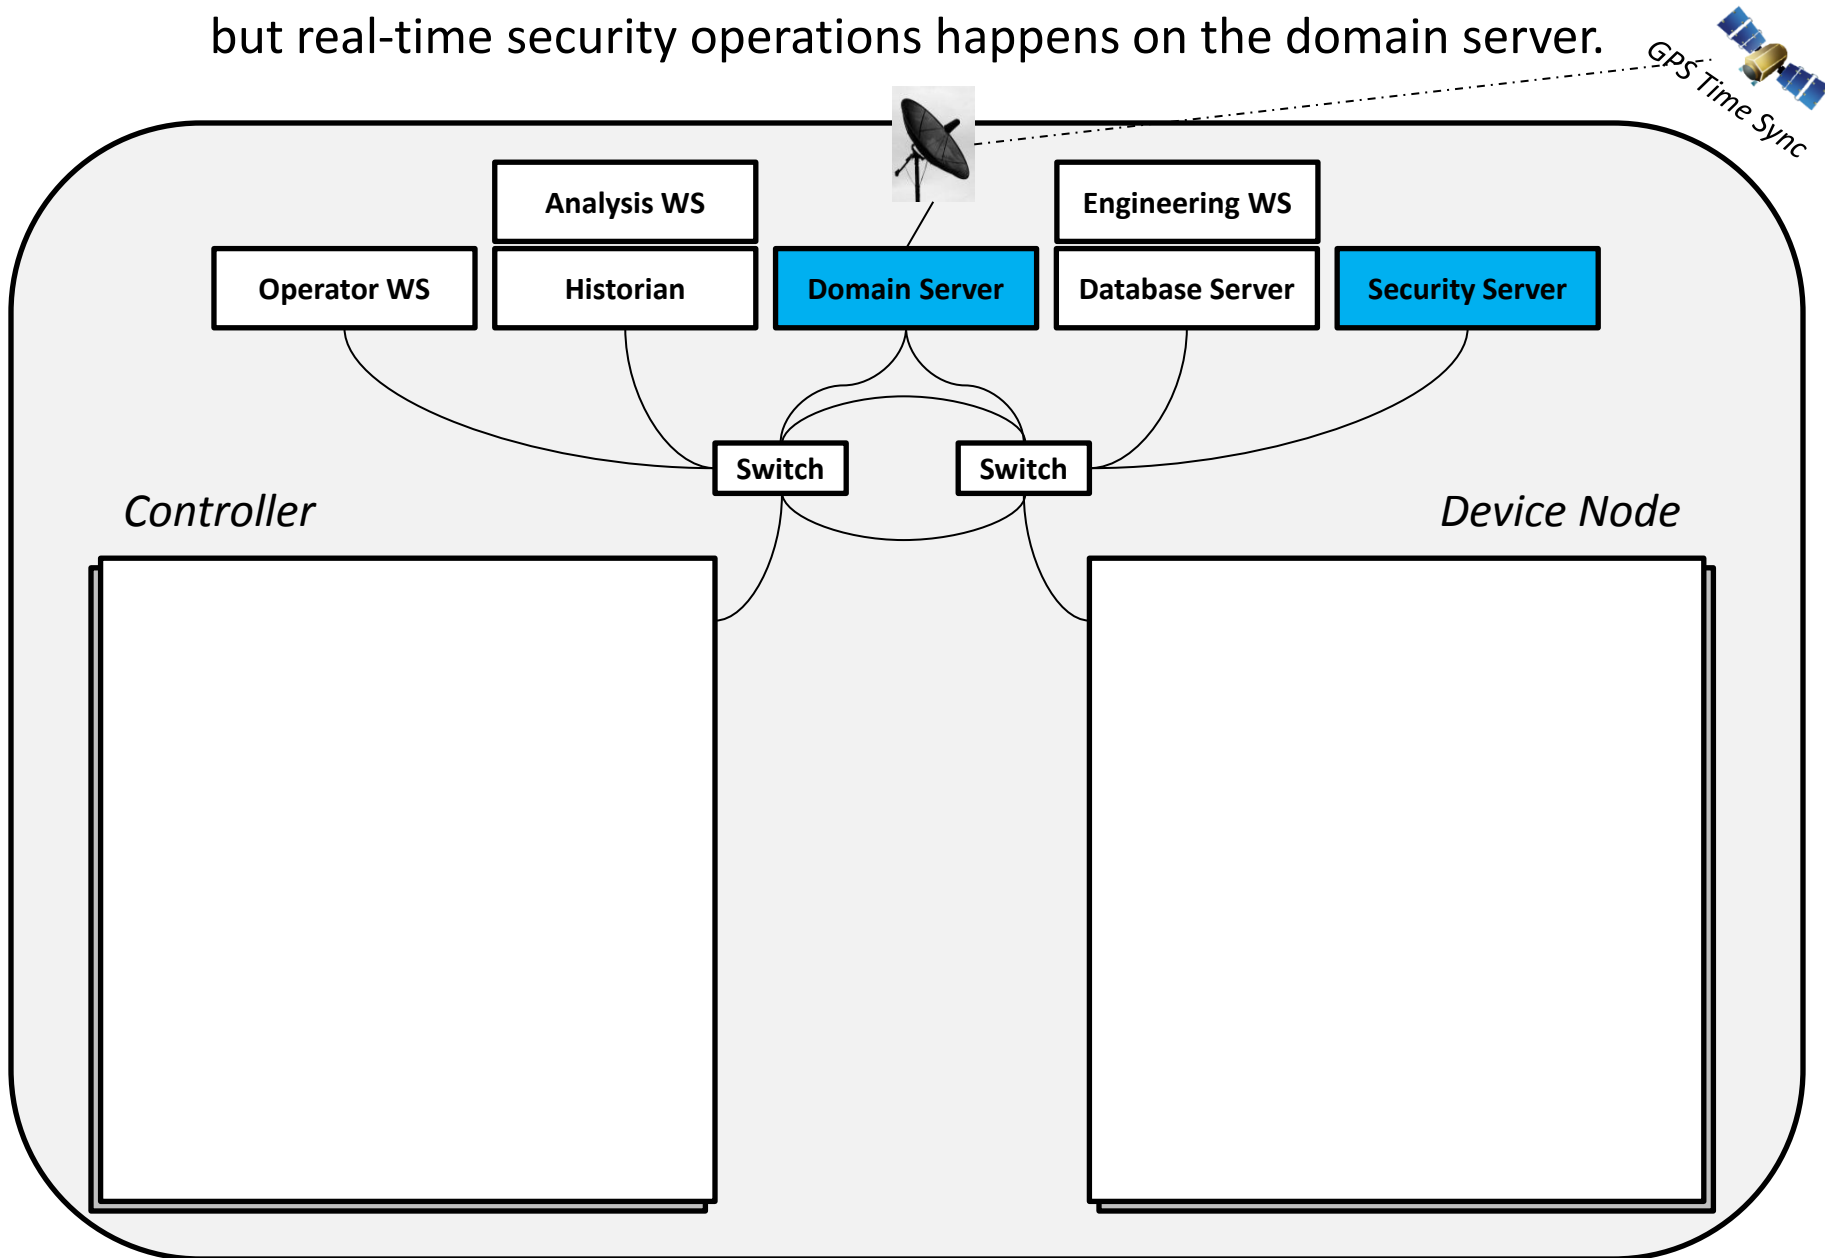 but real-time security operations happens on the domain server.
GPS Time Sync
Analysis WS
Engineering WS
Operator WS
Historian
Domain Server
Database Server
Security Server
Switch
Switch
Controller
Device Node